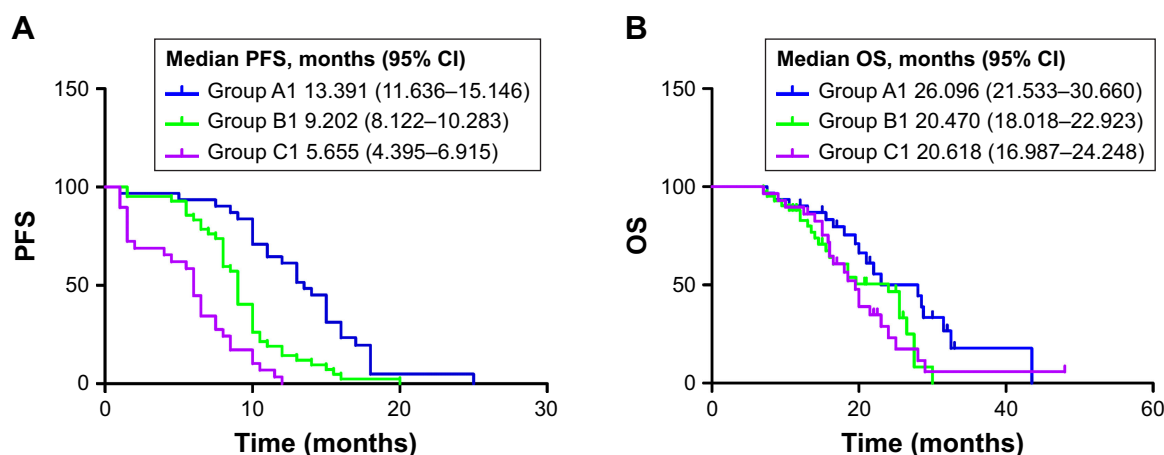 A
Median PFS, months (95% CI)
Group A1 13.391 (11.636–15.146)
Group B1 9.202 (8.122–10.283)
Group C1 5.655 (4.395–6.915)
150
100
50
0
PFS
0 10 20 30
Time (months)
B
Median OS, months (95% CI)
Group A1 26.096 (21.533–30.660)
Group B1 20.470 (18.018–22.923)
Group C1 20.618 (16.987–24.248)
150
100
50
0
OS
0 20 40 60
Time (months)